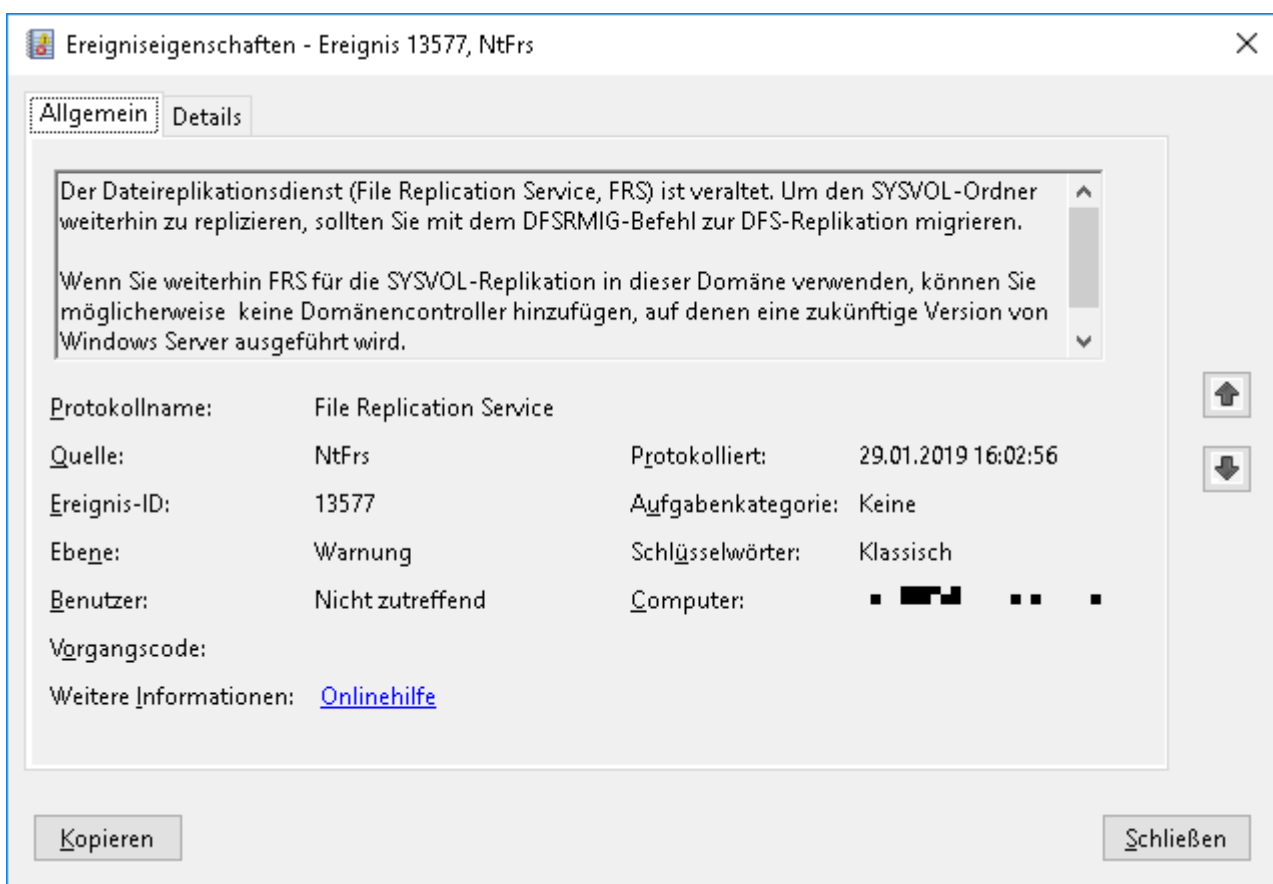 Ereigniseigenschaften - Ereignis 13577, NtFrs
Allgemein Details
Der Dateireplikationsdienst (File Replication Service, FRS) ist veraltet. Um den SYSVOL-Ordner
weiterhin zu replizieren, sollten Sie mit dem DFSRMIG-Befehl zur DFS-Replikation migrieren.
Wenn Sie weiterhin FRS für die SYSVOL-Replikation in dieser Domäne verwenden, können Sie
möglicherweise  keine Domänencontroller hinzufügen, auf denen eine zukünftige Version von
Windows Server ausgeführt wird.
Protokollname: File Replication Service
Quelle: NtFrs Protokolliert: 29.01.2019 16:02:56
Ereignis-ID: 13577 Aufgabenkategorie: Keine
Ebene: Warnung Schlüsselwörter: Klassisch
Benutzer: Nicht zutreffend Computer:
Vorgangscode:
Weitere Informationen: Onlinehilfe
Kopieren Schließen